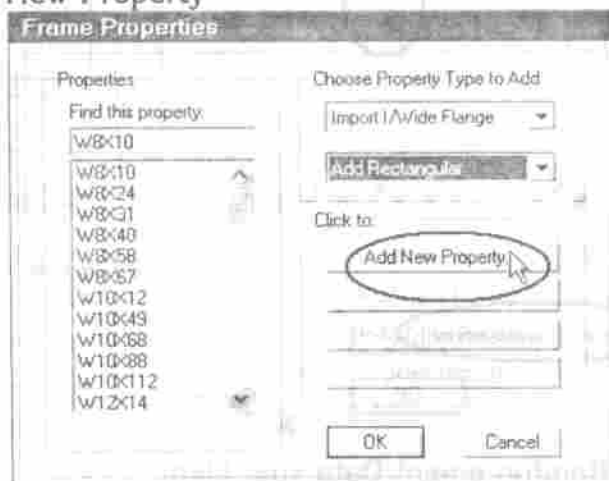 New Property
Frame Properties
Properties
Find this property:
W8X10
W8X10
W8X24
W8X31
W8X40
W8X58
W8X67
W10X12
W10X49
W10X68
W10X88
W10X112
W12X14
Choose Property Type to Add
Import I/Wide Flange
Add Rectangular
Click to:
Add New Property...
OK
Cancel